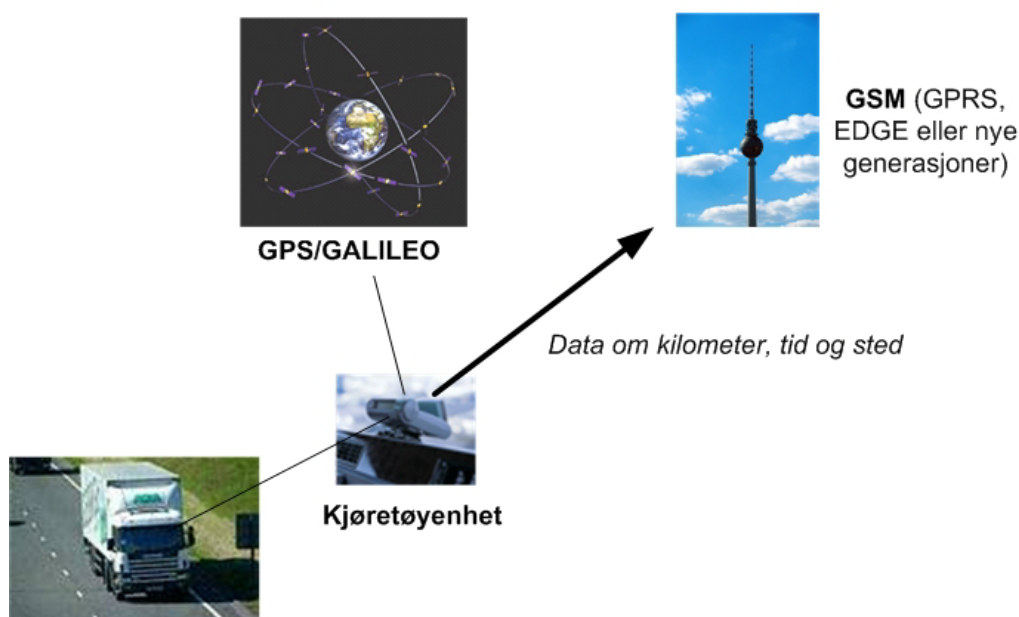 GPS/GALILEO
GSM (GPRS,
EDGE eller nye
generasjoner)
Data om kilometer, tid og sted
Kjøretøyenhet